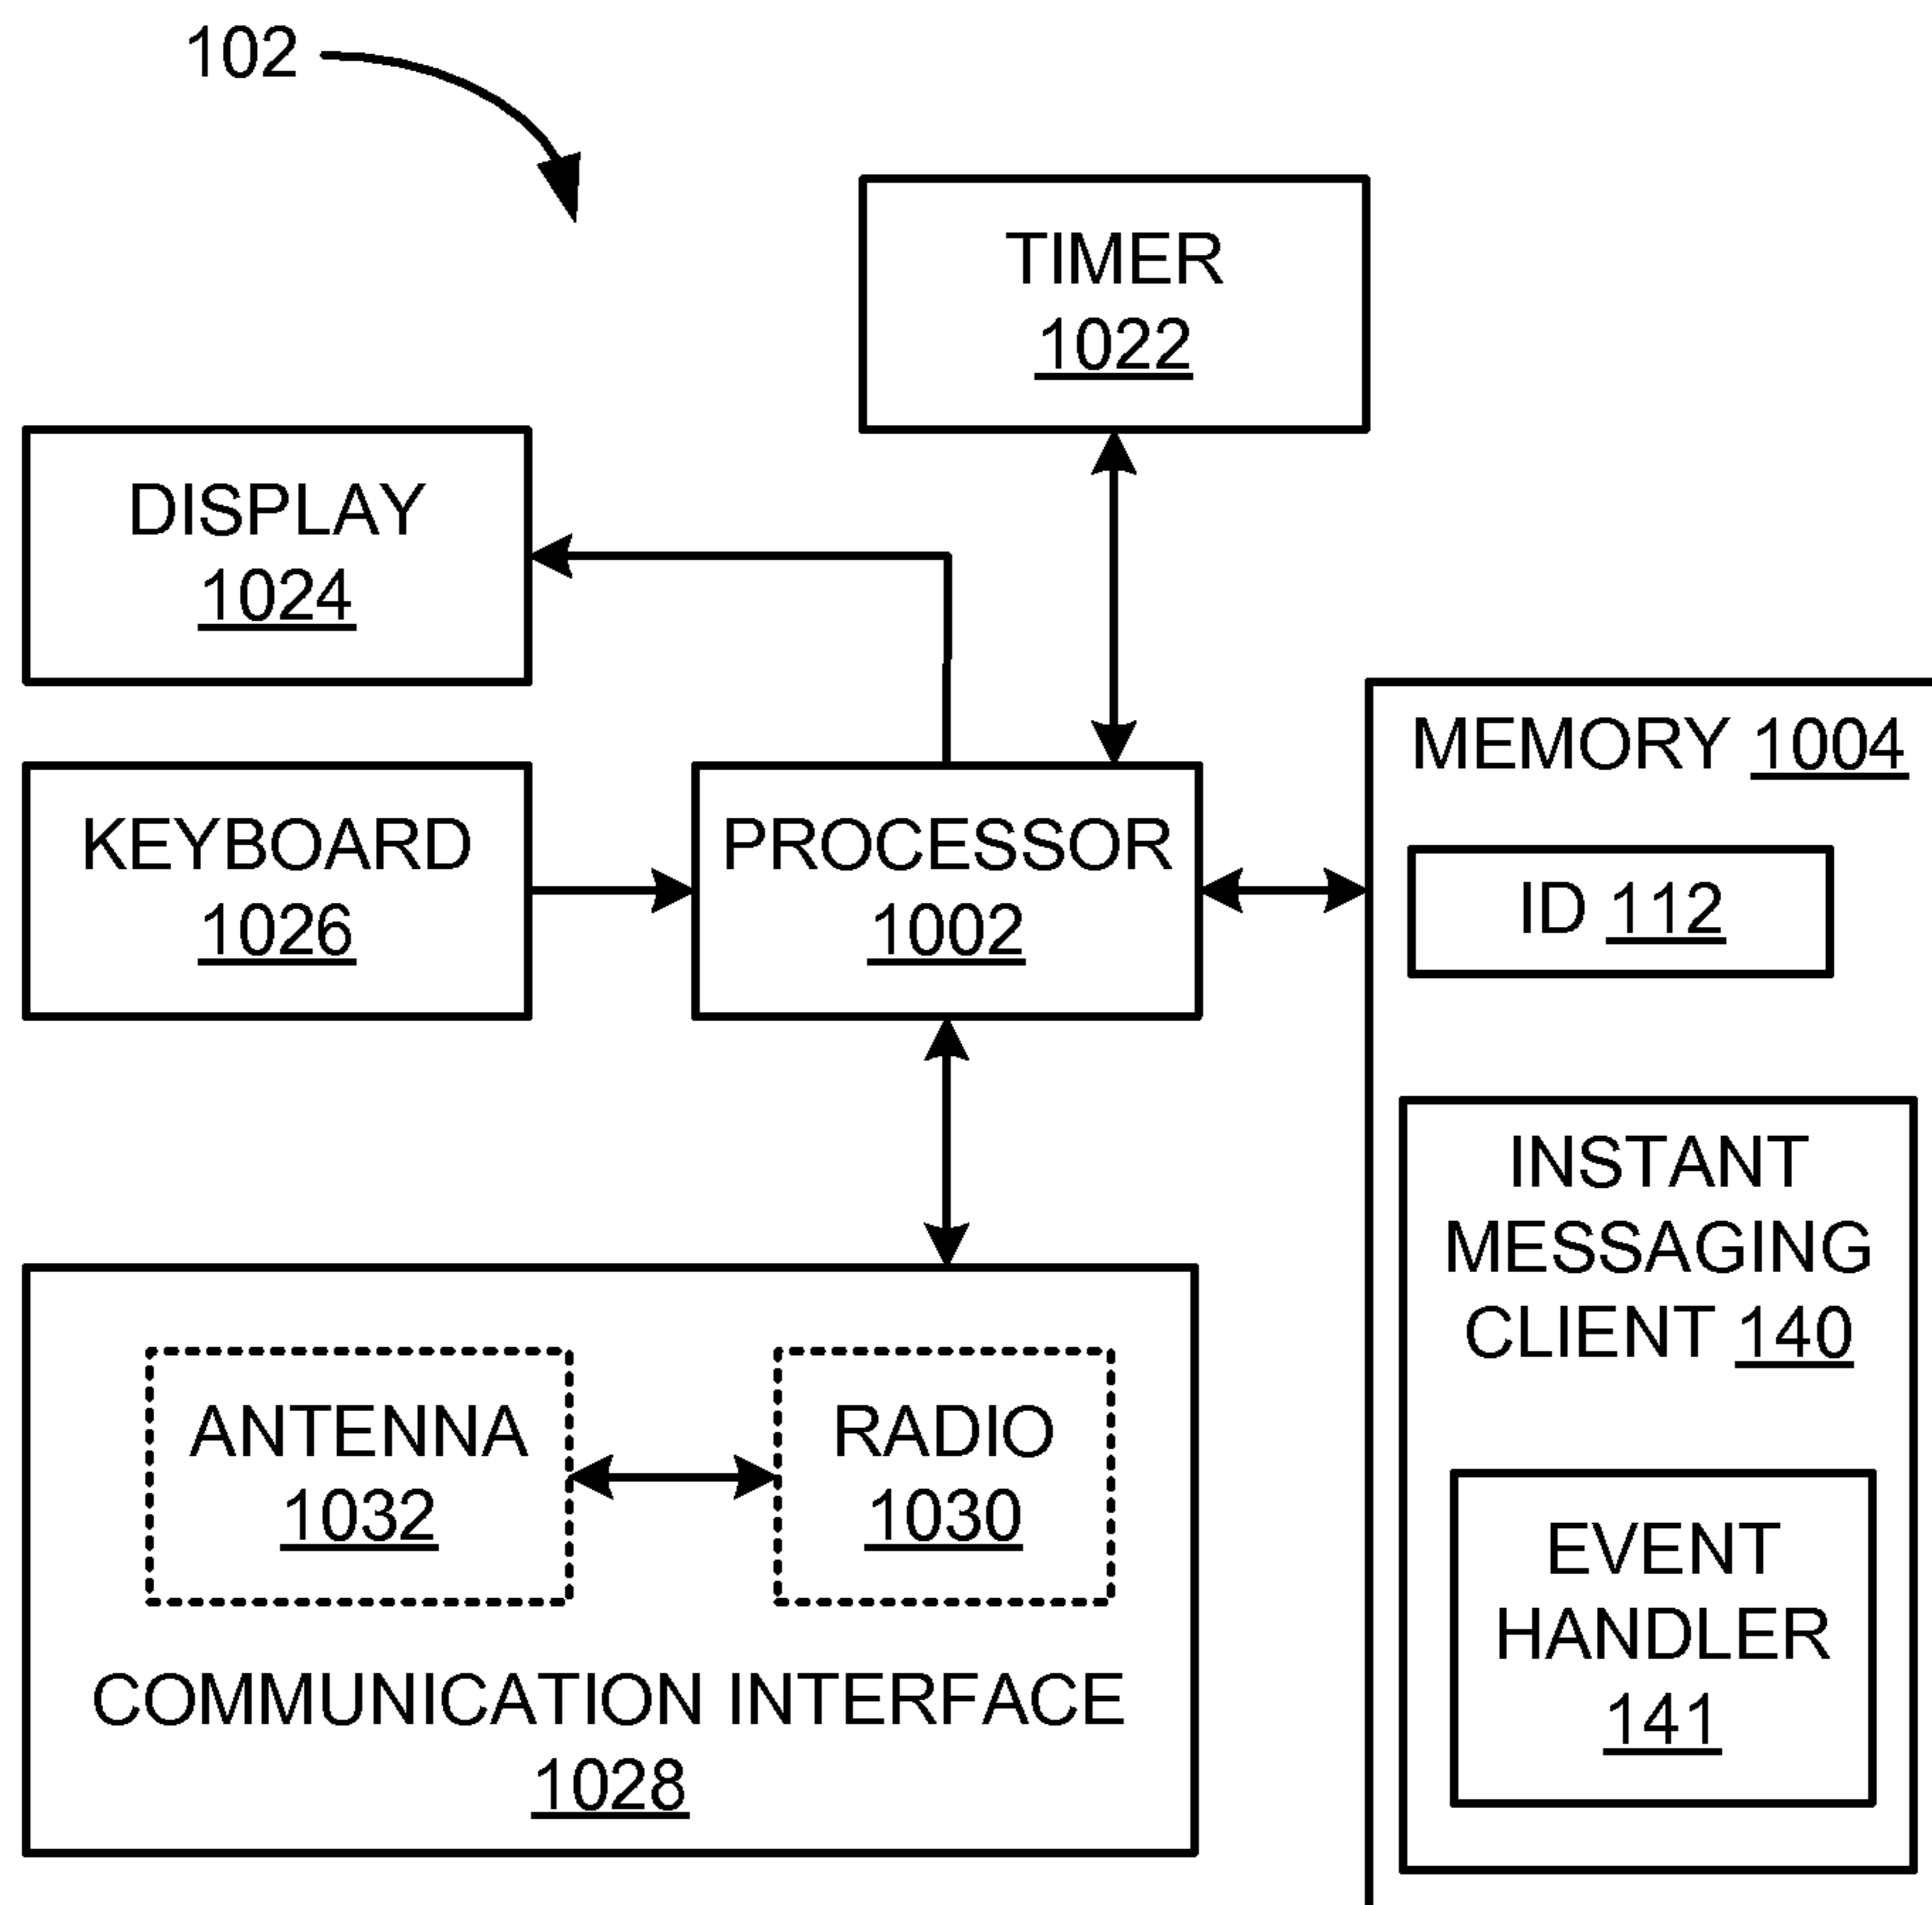 102
TIMER
1022
DISPLAY
1024
MEMORY 1004
KEYBOARD
1026
PROCESSOR
1002
ID 112
INSTANT
MESSAGING
CLIENT 140
ANTENNA
1032
RADIO
1030
EVENT
HANDLER
141
COMMUNICATION INTERFACE
1028